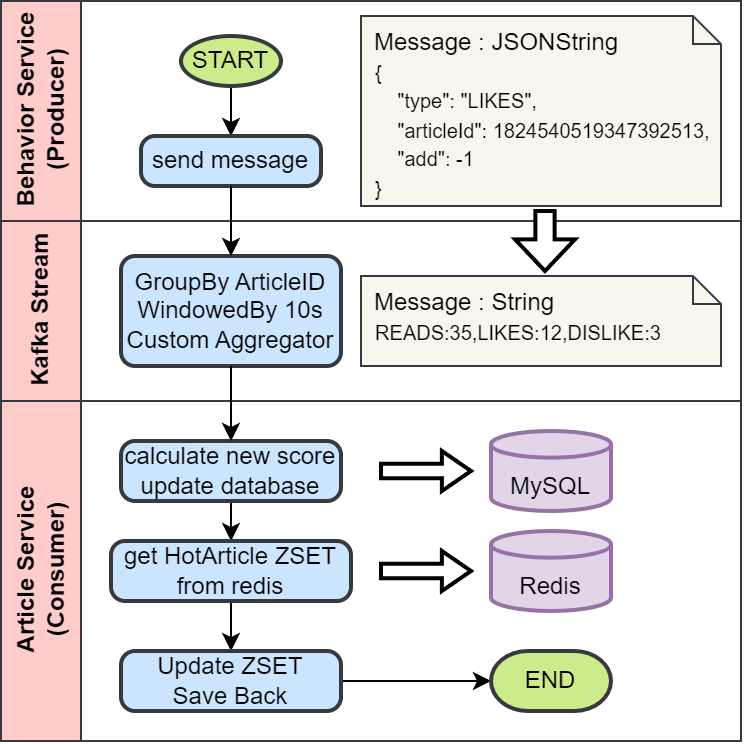 Behavior Service
(Producer)
START
send message
Message : JSONString
{
"type": "LIKES",
"articleId": 1824540519347392513,
"add": -1
}
Kafka Stream
GroupBy ArticleID
WindowedBy 10s
Custom Aggregator
Message : String
READS:35,LIKES:12,DISLIKE:3
Article Service
(Consumer)
calculate new score
update database
MySQL
get HotArticle ZSET
from redis
Redis
Update ZSET
Save Back
END